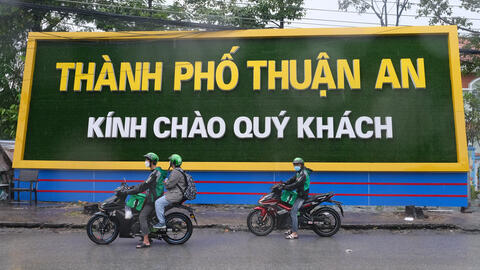 THÀNH PHỐ THUẬN AN
KÍNH CHÀO QUÝ KHÁCH